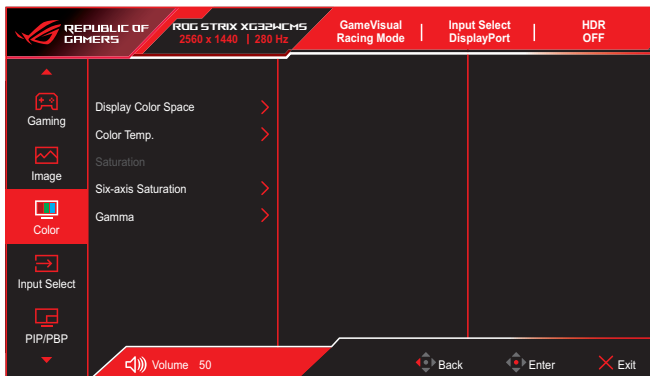 REPUBLIC OF
GAMERS
ROG STRIX XG32WCMS
2560 x 1440 | 280 Hz
GameVisual
Racing Mode
Input Select
DisplayPort
HDR
OFF
Gaming
Image
Color
Input Select
PIP/PBP
Display Color Space
Color Temp.
Saturation
Six-axis Saturation
Gamma
Volume 50
Back
Enter
Exit